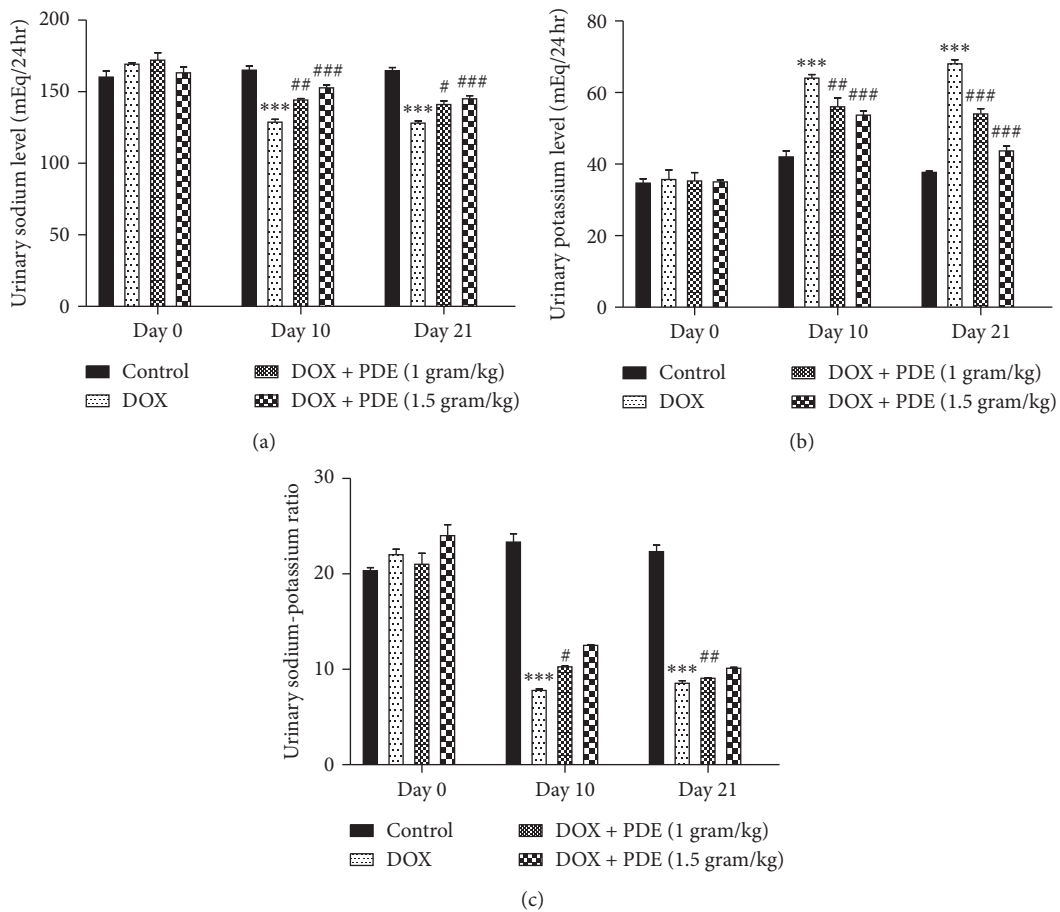 Urinary sodium level (mEq/24hr)
200
150
100
50
0
***
##
###
***
#
###
Day 0 Day 10 Day 21
Control DOX + PDE (1 gram/kg)
DOX DOX + PDE (1.5 gram/kg)
(a)
Urinary potassium level (mEq/24hr)
80
60
40
20
0
***
##
###
***
###
###
Day 0 Day 10 Day 21
Control DOX + PDE (1 gram/kg)
DOX DOX + PDE (1.5 gram/kg)
(b)
Urinary sodium-potassium ratio
30
20
10
0
***
#
***
##
Day 0 Day 10 Day 21
Control DOX + PDE (1 gram/kg)
DOX DOX + PDE (1.5 gram/kg)
(c)